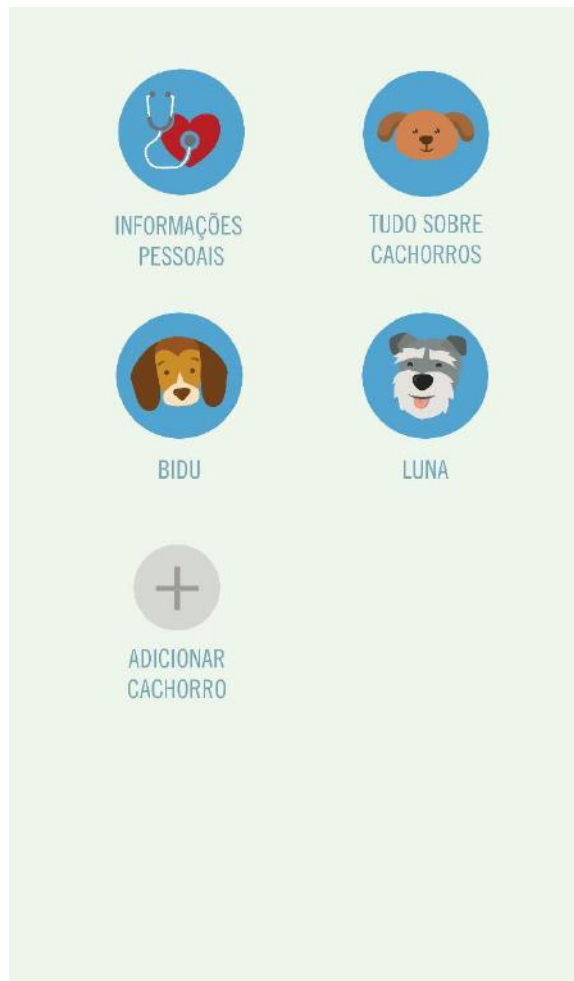 INFORMAÇÕES
PESSOAIS
TUDO SOBRE
CACHORROS
BIDU
LUNA
ADICIONAR
CACHORRO